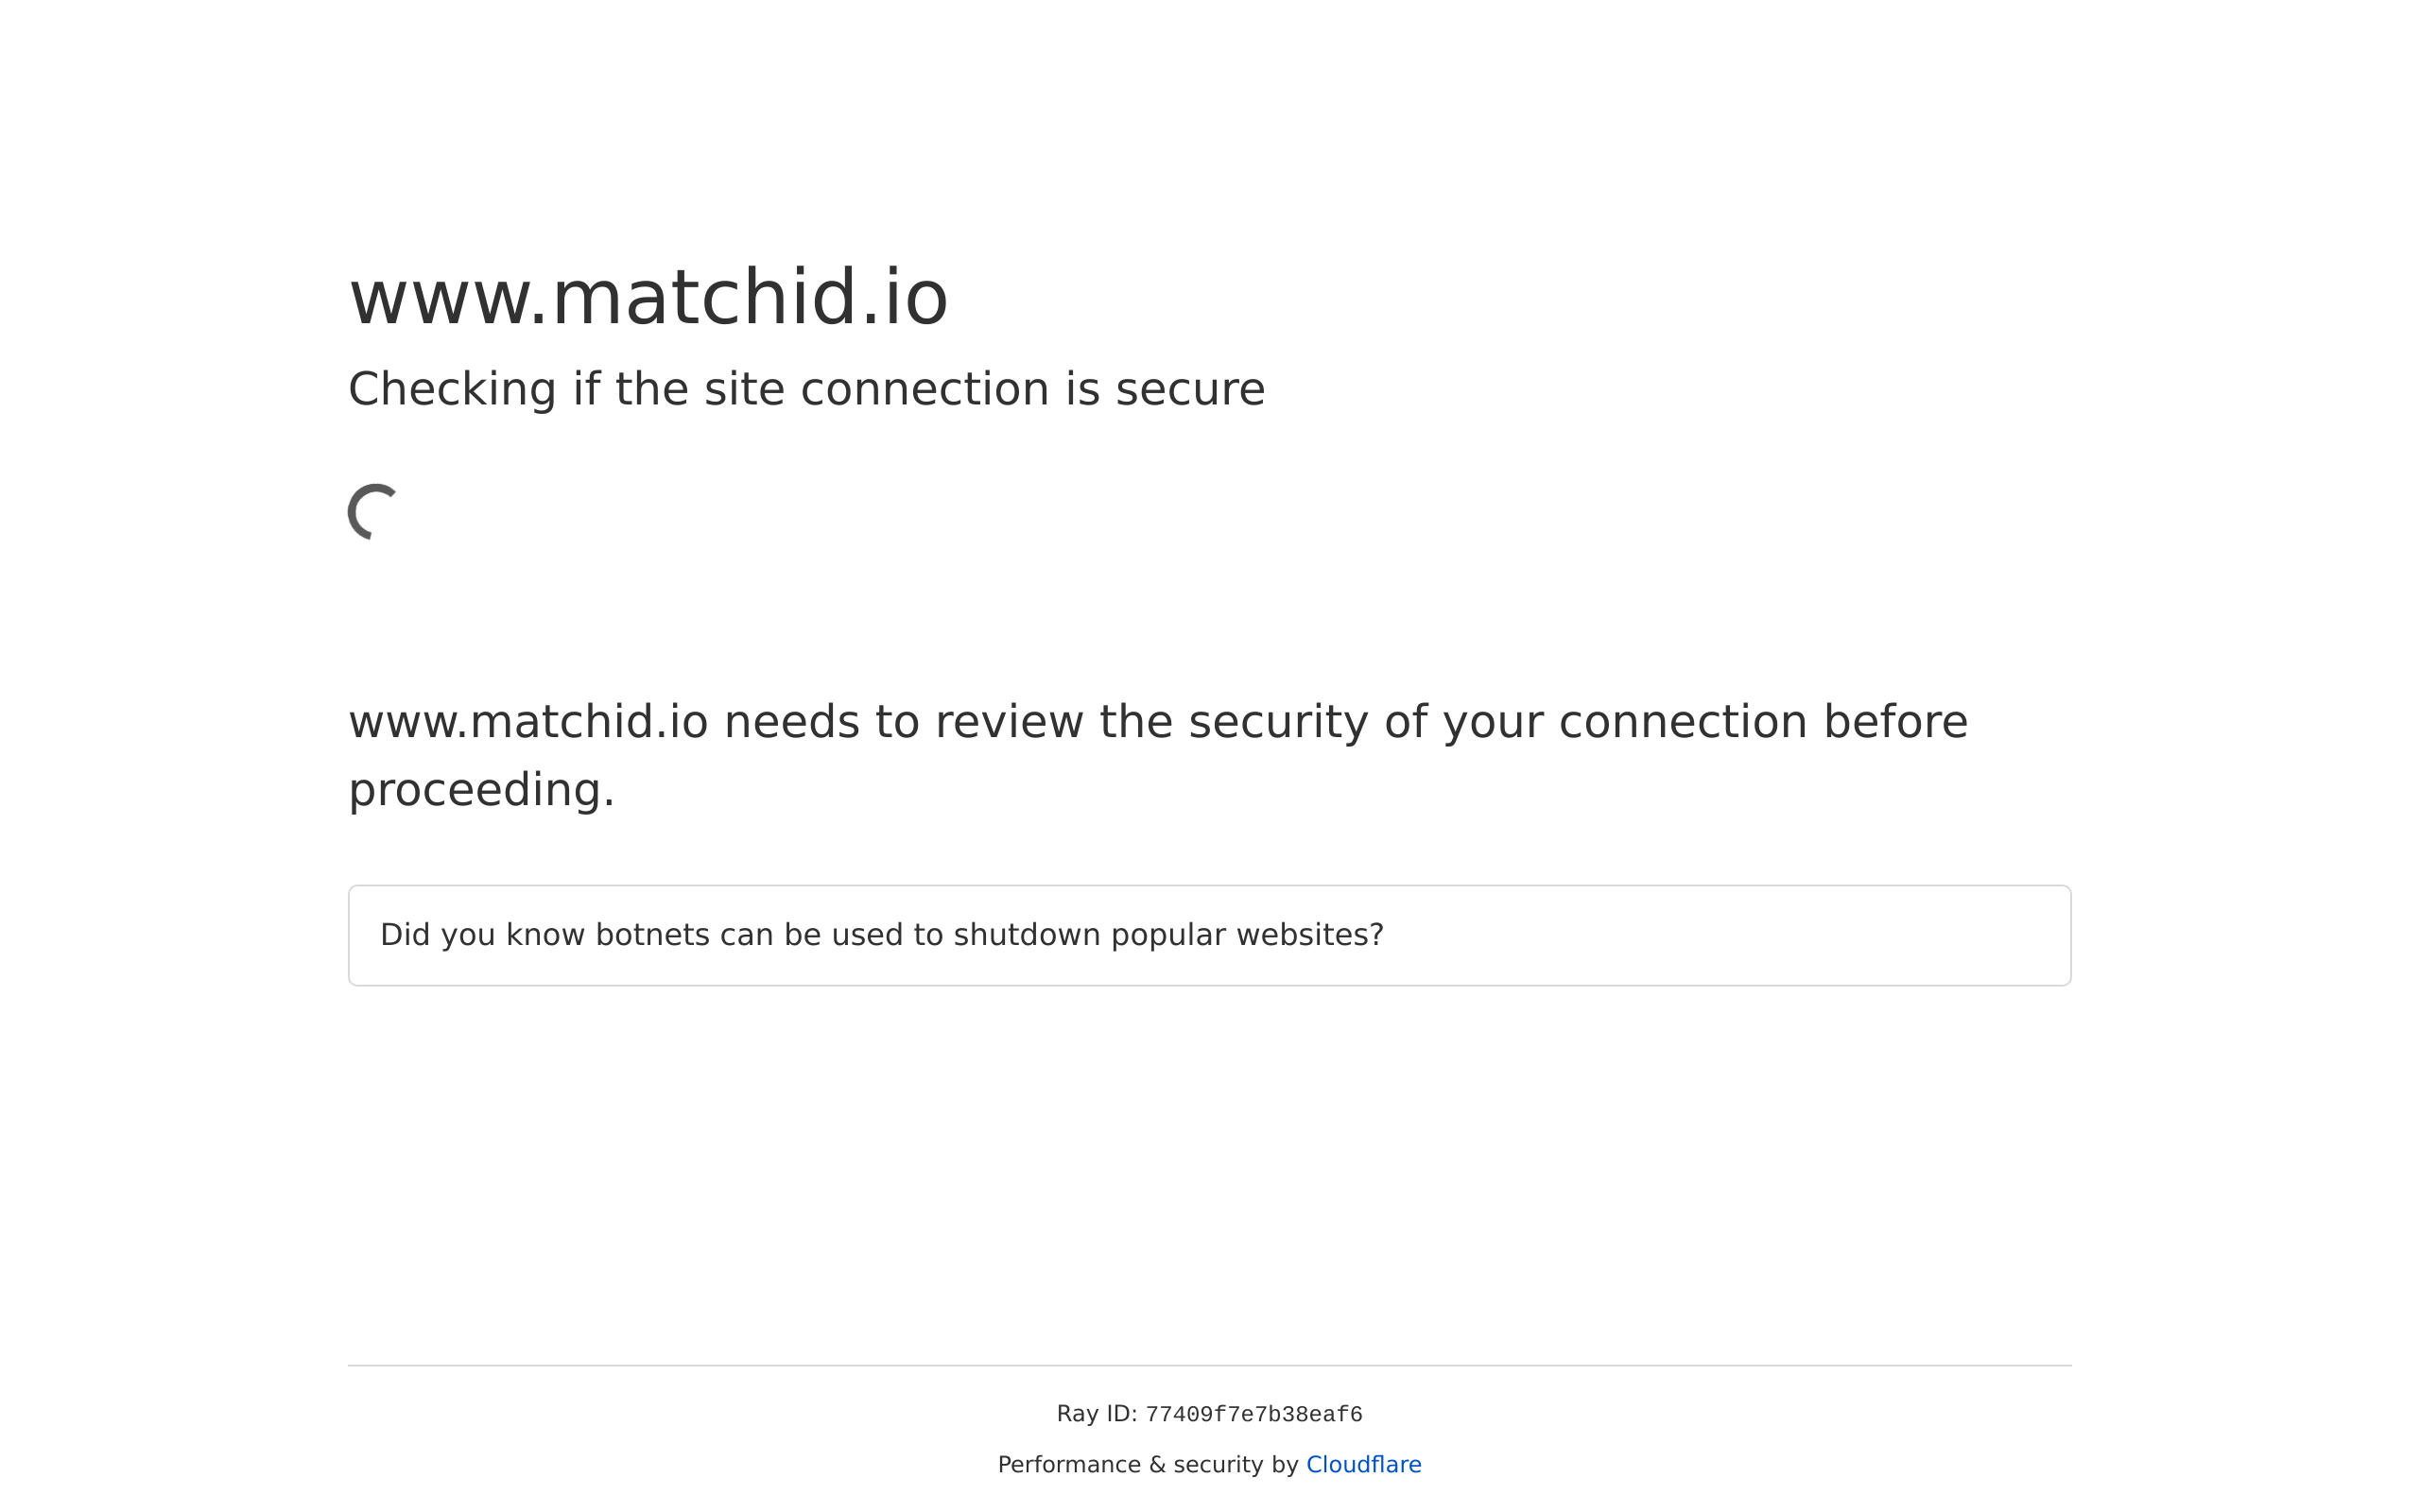 www.matchid.io
Checking if the site connection is secure
www.matchid.io needs to review the security of your connection before
proceeding.
Did you know botnets can be used to shutdown popular websites?
Ray ID: 77409f7e7b38eaf6
Performance & security by Cloudflare